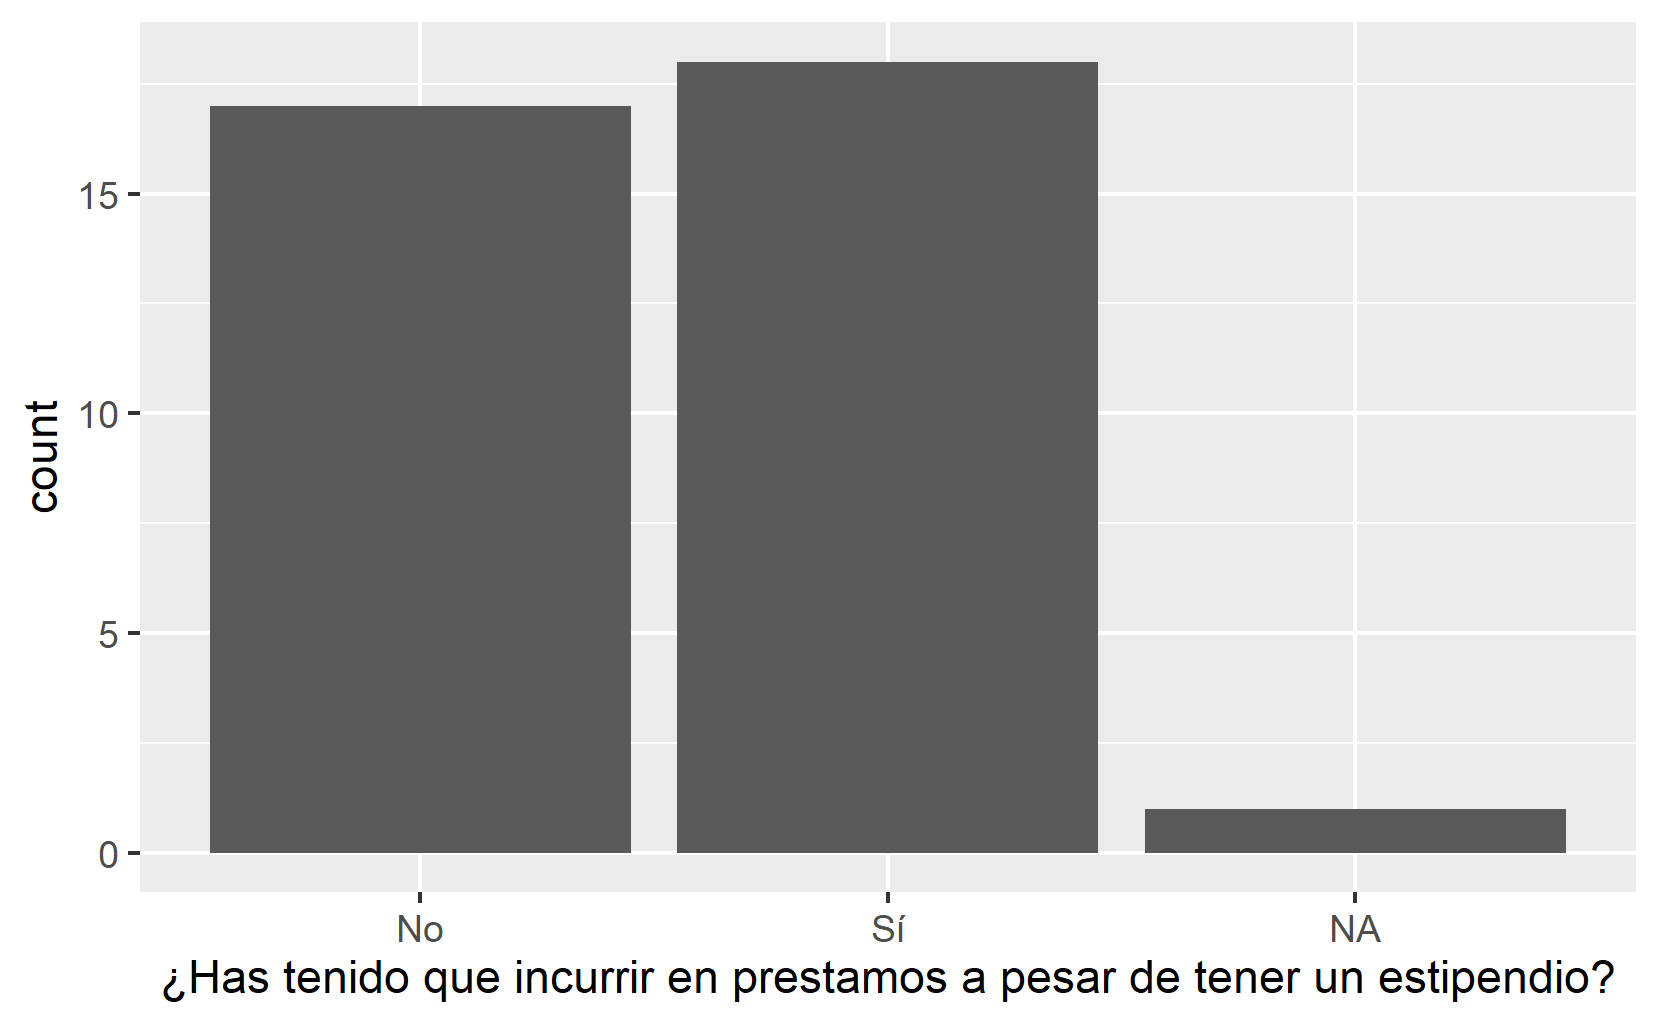 count
15
10
5
0
No Sí NA
¿Has tenido que incurrir en prestamos a pesar de tener un estipendio?